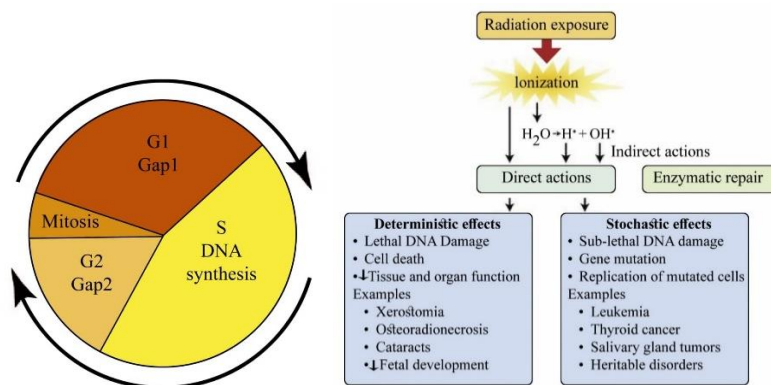 G1
Gap1
Mitosis
S
DNA
synthesis
G2
Gap2
Radiation exposure
Ionization
H₂O→H• + OH•
Indirect actions
Direct actions
Enzymatic repair
Deterministic effects
• Lethal DNA Damage
• Cell death
•↓Tissue and organ function
Examples
• Xerostomia
• Osteoradionecrosis
• Cataracts
•↓Fetal development
Stochastic effects
• Sub-lethal DNA damage
• Gene mutation
• Replication of mutated cells
Examples
• Leukemia
• Thyroid cancer
• Salivary gland tumors
• Heritable disorders